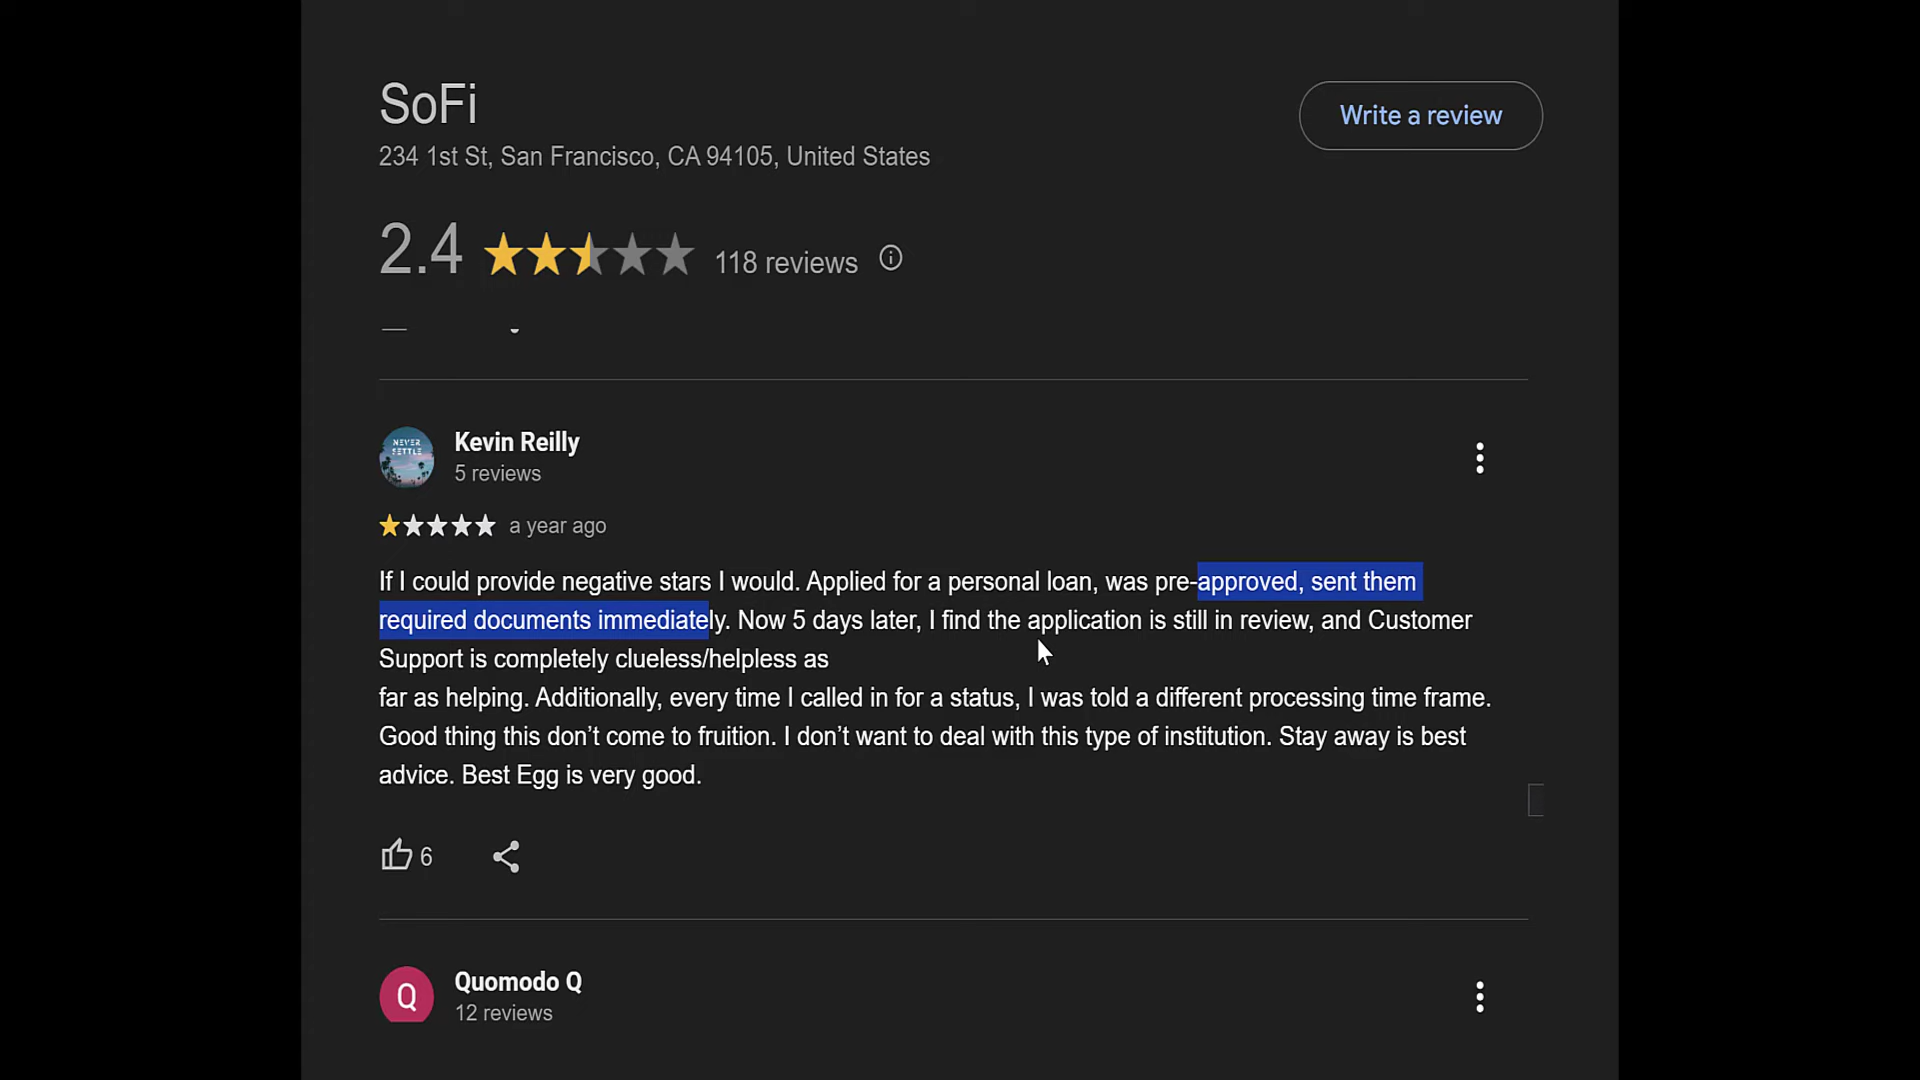 SoFi
Write a review
234 1st St, San Francisco, CA 94105, United States
2.4 118 reviews
NEVER
SETTLE
Kevin Reilly
5 reviews
a year ago
If I could provide negative stars I would. Applied for a personal loan, was pre-approved, sent them
required documents immediately. Now 5 days later, I find the application is still in review, and Customer
Support is completely clueless/helpless as
far as helping. Additionally, every time I called in for a status, I was told a different processing time frame.
Good thing this don’t come to fruition. I don’t want to deal with this type of institution. Stay away is best
advice. Best Egg is very good.
6
Q
Quomodo Q
12 reviews